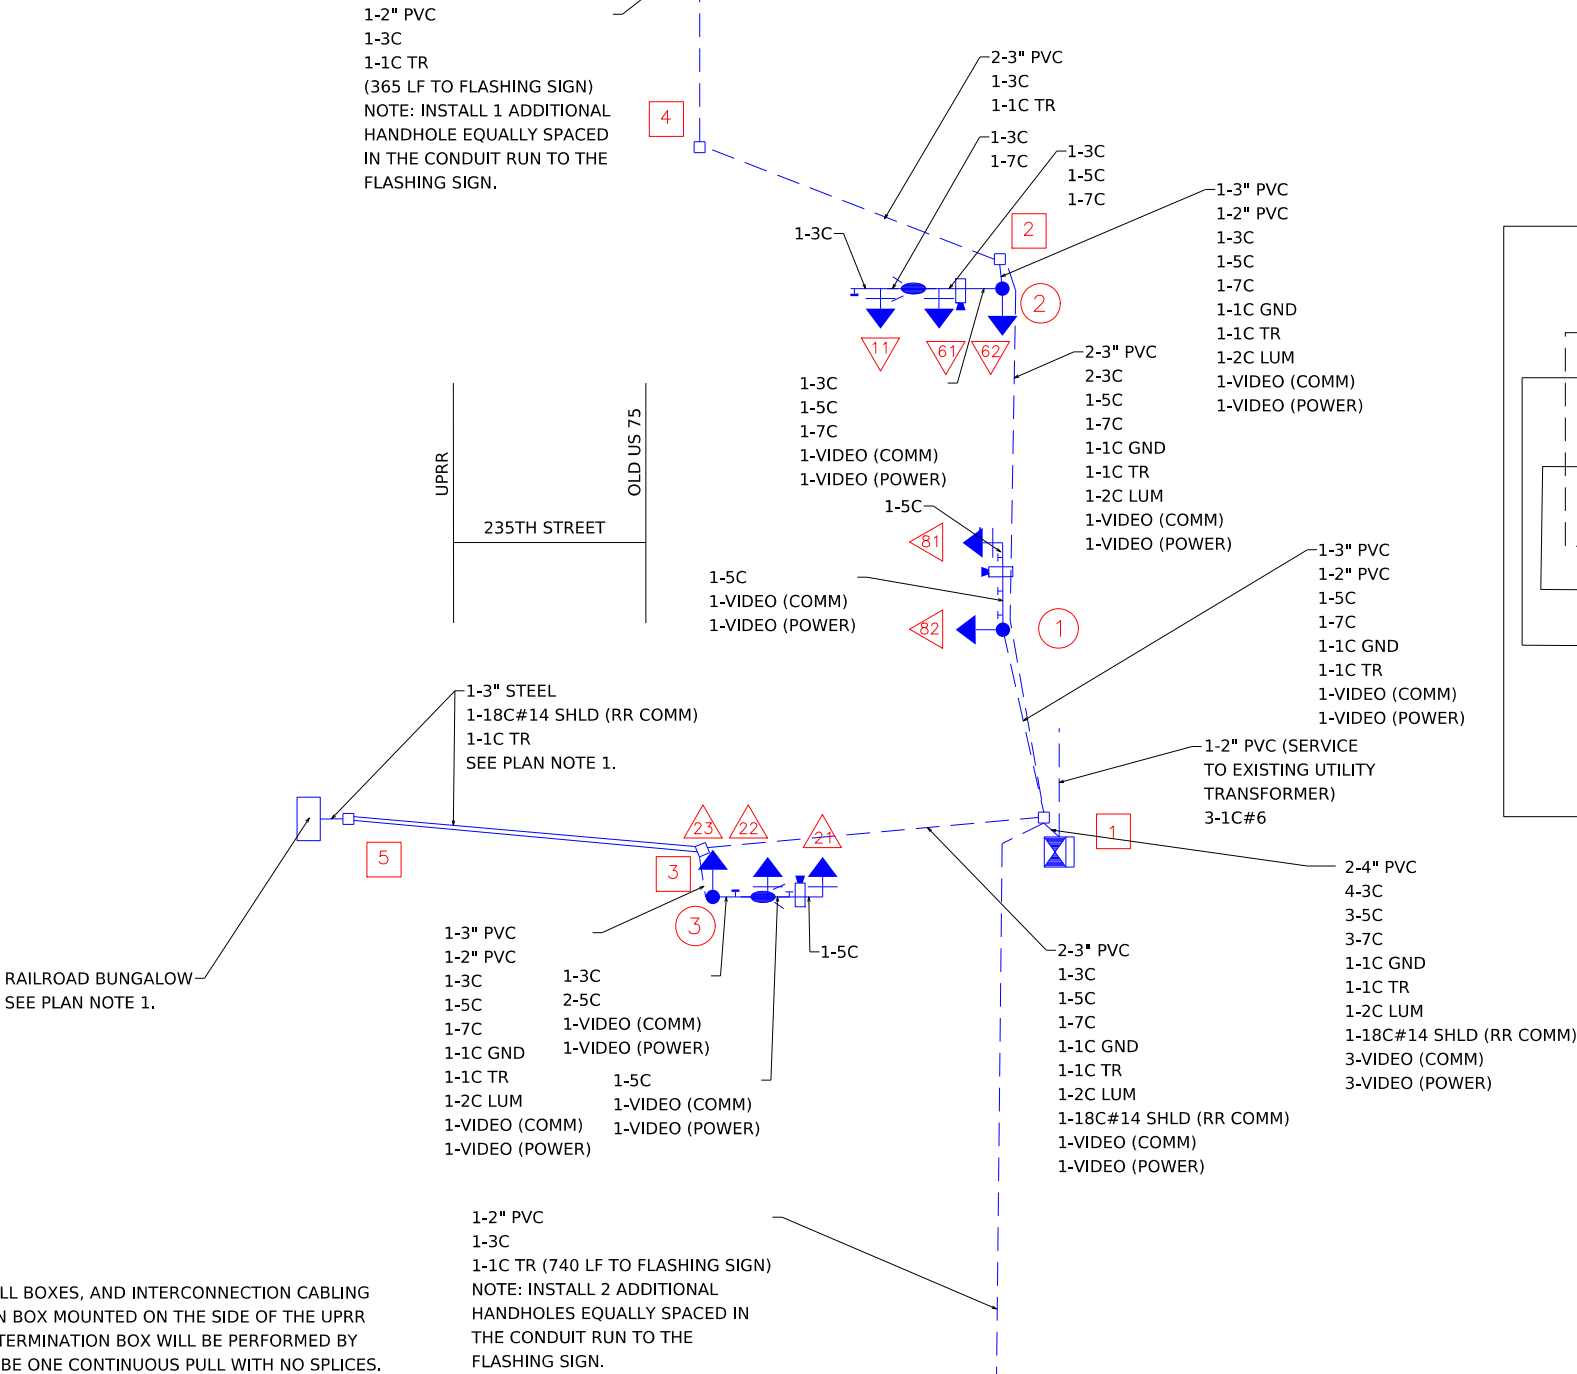 1-2" PVC
1-3C
1-1C TR
(365 LF TO FLASHING SIGN)
NOTE: INSTALL 1 ADDITIONAL
HANDHOLE EQUALLY SPACED
IN THE CONDUIT RUN TO THE
FLASHING SIGN.
4
2-3" PVC
1-3C
1-1C TR
1-3C
1-7C
1-3C
1-5C
1-7C
1-3" PVC
1-2" PVC
1-3C
1-5C
1-7C
1-1C GND
1-1C TR
1-2C LUM
1-VIDEO (COMM)
1-VIDEO (POWER)
2
1-3C
2
11
61
62
1-3C
1-5C
1-7C
1-VIDEO (COMM)
1-VIDEO (POWER)
2-3" PVC
2-3C
1-5C
1-7C
1-1C GND
1-1C TR
1-2C LUM
1-VIDEO (COMM)
1-VIDEO (POWER)
UPRR
OLD US 75
235TH STREET
1-5C
81
1-5C
1-VIDEO (COMM)
1-VIDEO (POWER)
82
1
1-3" PVC
1-2" PVC
1-5C
1-7C
1-1C GND
1-1C TR
1-VIDEO (COMM)
1-VIDEO (POWER)
1-3" STEEL
1-18C#14 SHLD (RR COMM)
1-1C TR
SEE PLAN NOTE 1.
1-2" PVC (SERVICE
TO EXISTING UTILITY
TRANSFORMER)
3-1C#6
23
22
21
1
5
3
3
2-4" PVC
4-3C
3-5C
3-7C
1-1C GND
1-1C TR
1-2C LUM
1-18C#14 SHLD (RR COMM)
3-VIDEO (COMM)
3-VIDEO (POWER)
RAILROAD BUNGALOW
SEE PLAN NOTE 1.
1-3" PVC
1-2" PVC
1-3C
1-5C
1-7C
1-1C GND
1-1C TR
1-2C LUM
1-VIDEO (COMM)
1-VIDEO (POWER)
1-3C
2-5C
1-VIDEO (COMM)
1-VIDEO (POWER)
1-5C
1-VIDEO (COMM)
1-VIDEO (POWER)
1-5C
2-3" PVC
1-3C
1-5C
1-7C
1-1C GND
1-1C TR
1-2C LUM
1-18C#14 SHLD (RR COMM)
1-VIDEO (COMM)
1-VIDEO (POWER)
1-2" PVC
1-3C
1-1C TR (740 LF TO FLASHING SIGN)
NOTE: INSTALL 2 ADDITIONAL
HANDHOLES EQUALLY SPACED IN
THE CONDUIT RUN TO THE
FLASHING SIGN.
LL BOXES, AND INTERCONNECTION CABLING
N BOX MOUNTED ON THE SIDE OF THE UPRR
TERMINATION BOX WILL BE PERFORMED BY
BE ONE CONTINUOUS PULL WITH NO SPLICES.